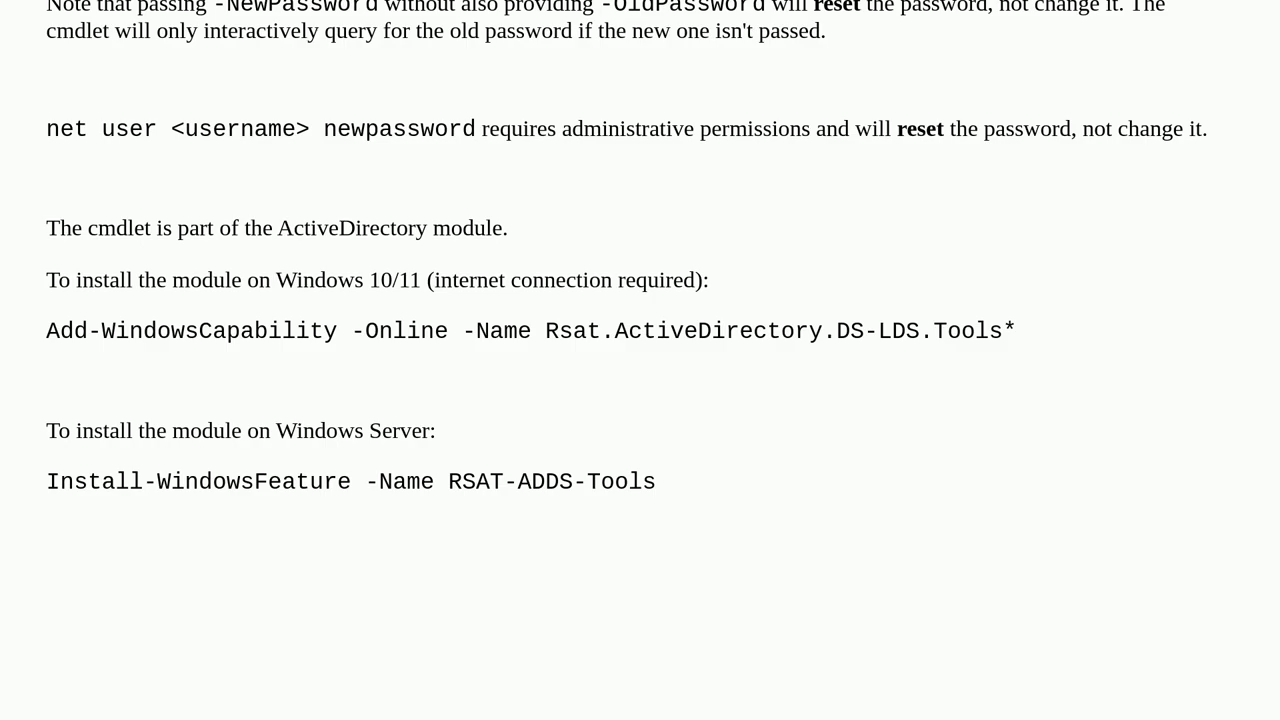 Note that passing -NewPassword without also providing -OldPassword will reset the password, not change it. The
cmdlet will only interactively query for the old password if the new one isn't passed.
net user <username> newpassword requires administrative permissions and will reset the password, not change it.
The cmdlet is part of the ActiveDirectory module.
To install the module on Windows 10/11 (internet connection required):
Add-WindowsCapability -Online -Name Rsat.ActiveDirectory.DS-LDS.Tools*
To install the module on Windows Server:
Install-WindowsFeature -Name RSAT-ADDS-Tools